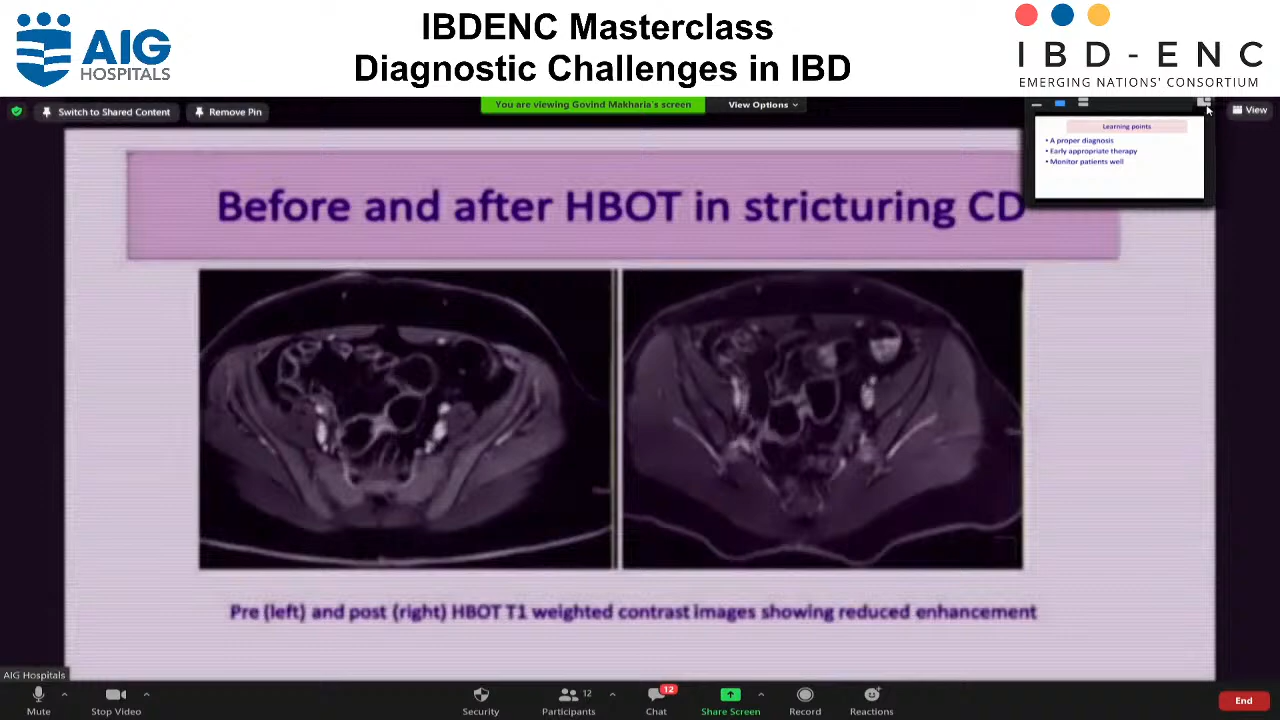 AIG
HOSPITALS
IBDENC Masterclass
Diagnostic Challenges in IBD
IBD-ENC
EMERGING NATIONS' CONSORTIUM
Switch to Shared Content
Remove Pin
You are viewing Govind Makharia's screen
View Options
View
Learning points
• A proper diagnosis
• Early appropriate therapy
• Monitor patients well
Before and after HBOT in stricturing CD
Pre (left) and post (right) HBOT T1 weighted contrast images showing reduced enhancement
AIG Hospitals
Mute
Stop Video
Security
Participants
12
Chat
12
Share Screen
Record
Reactions
End